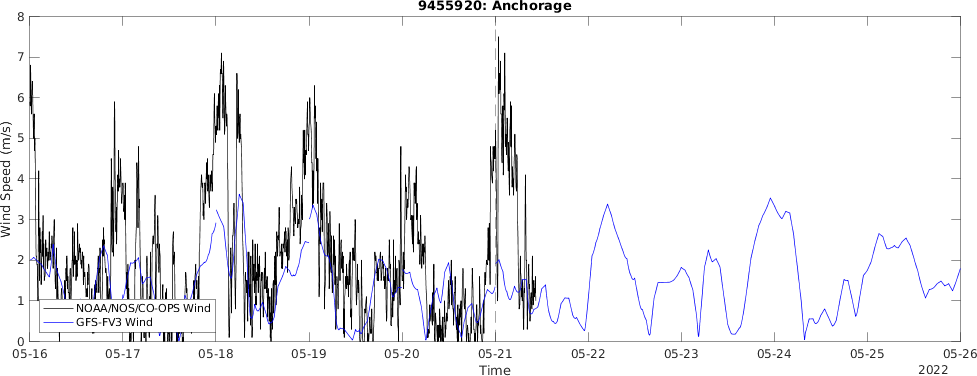 9455920: Anchorage
Wind Speed (m/s)
8
7
6
5
4
3
2
1
0
NOAA/NOS/CO-OPS Wind
GFS-FV3 Wind
05-16 05-17 05-18 05-19 05-20 05-21 05-22 05-23 05-24 05-25 05-26
Time
2022